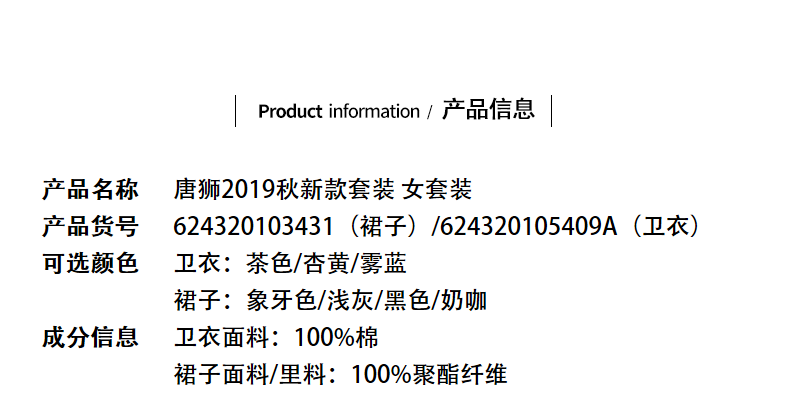 Product information / 产品信息
产品名称 唐狮2019秋新款套装 女套装
产品货号 624320103431（裙子）/624320105409A（卫衣）
可选颜色 卫衣：茶色/杏黄/雾蓝
裙子：象牙色/浅灰/黑色/奶咖
成分信息 卫衣面料：100%棉
裙子面料/里料：100%聚酯纤维